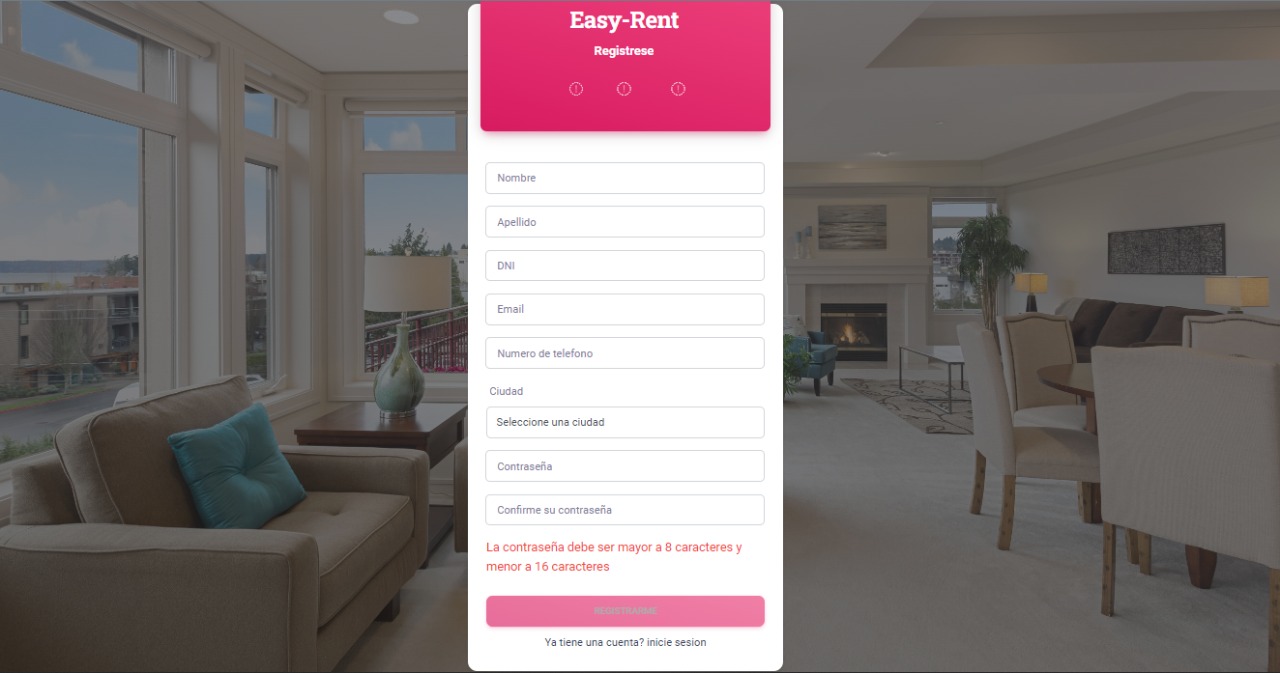 Easy-Rent
Registrese
Nombre
Apellido
DNI
Email
Numero de telefono
Ciudad
Seleccione una ciudad
Contraseña
Confirme su contraseña
La contraseña debe ser mayor a 8 caracteres y
menor a 16 caracteres
REGISTRARME
Ya tiene una cuenta? inicie sesion